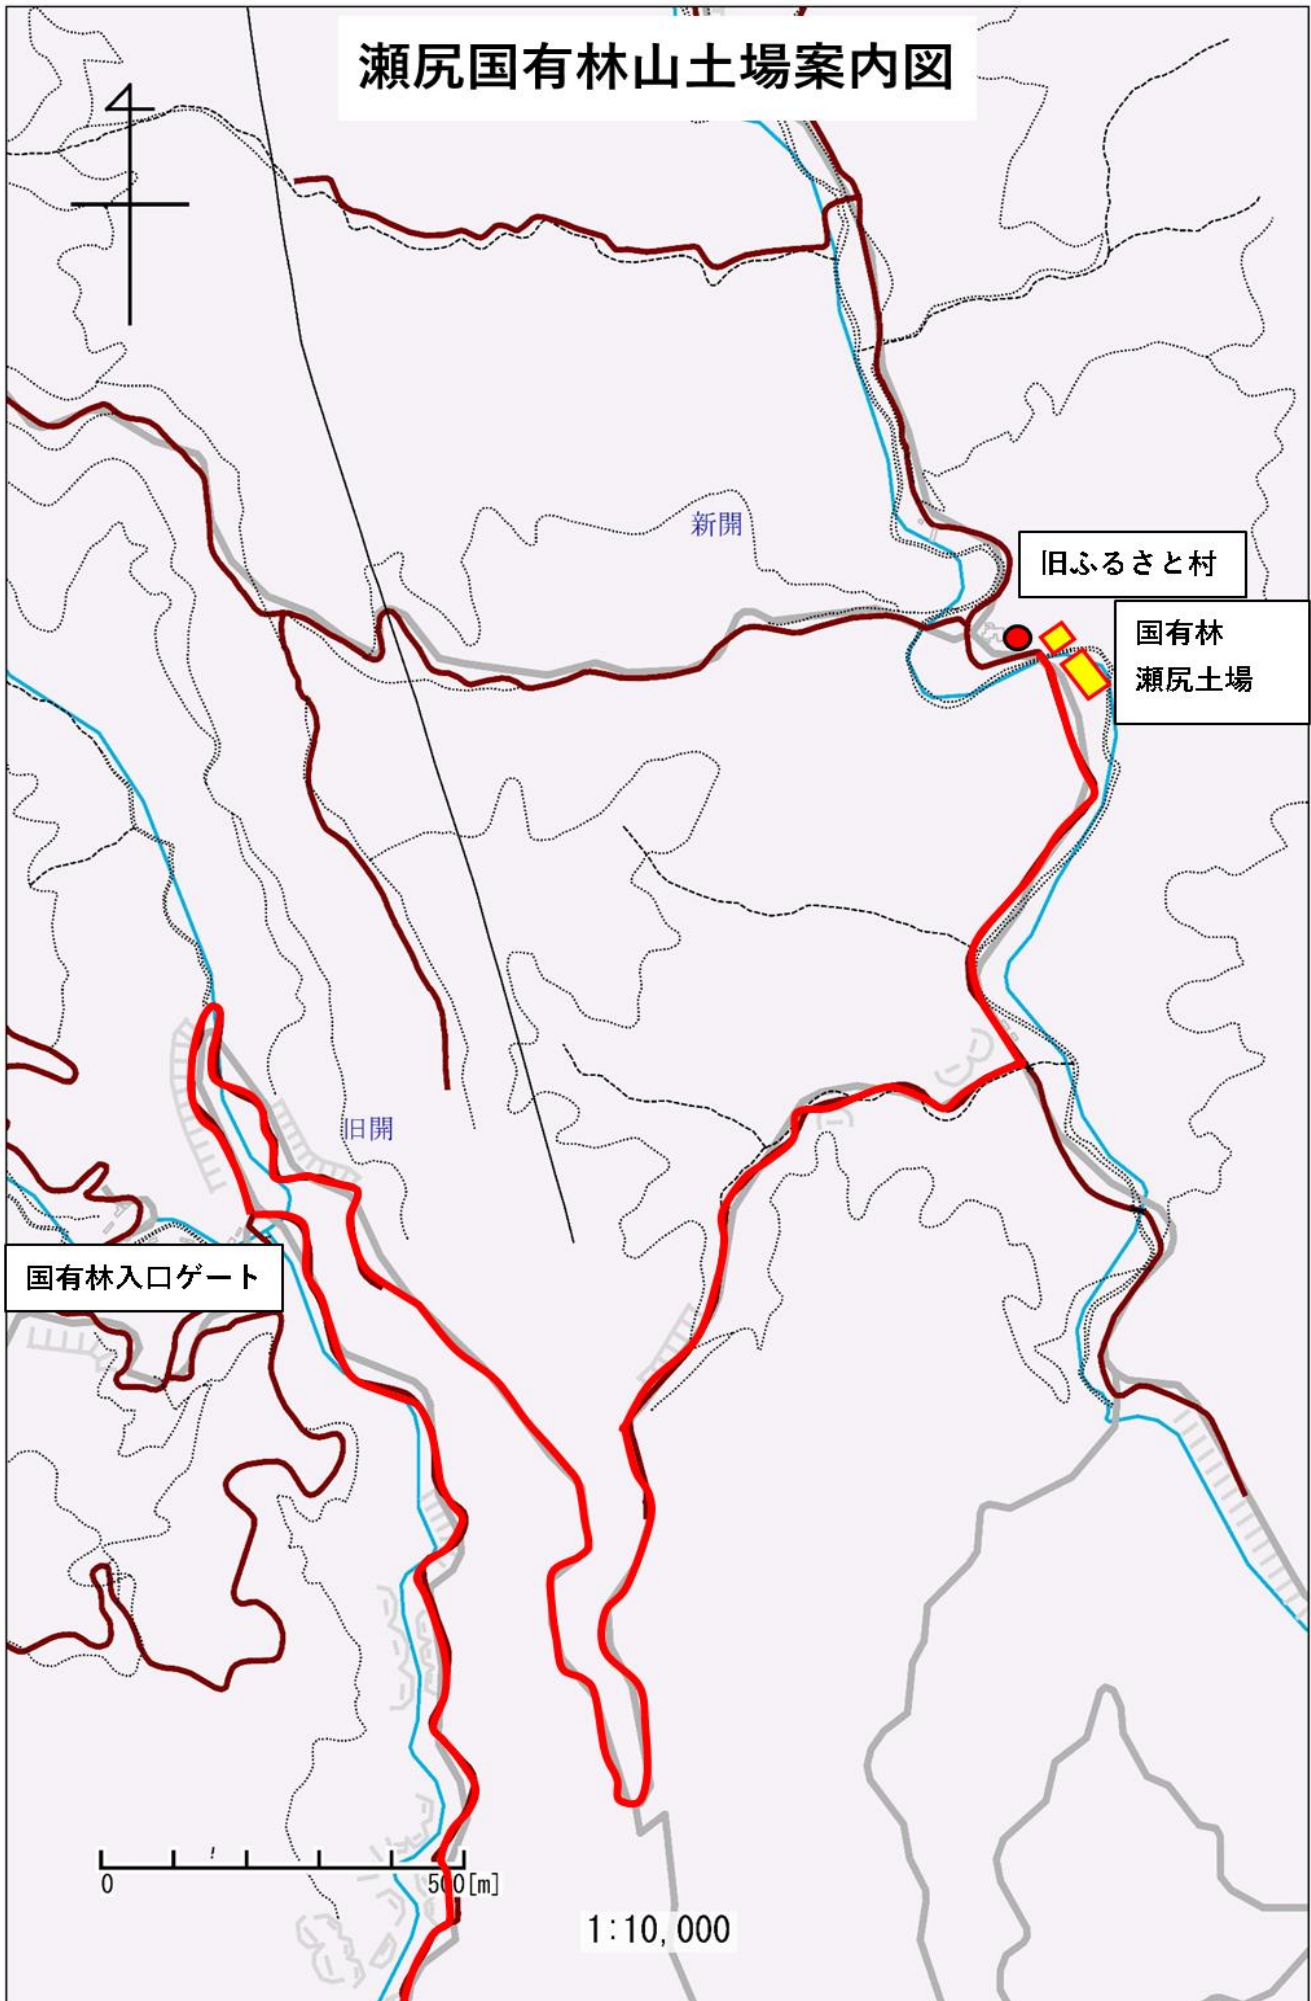 瀬尻国有林山土場案内図
新開
旧ふるさと村
国有林
瀬尻土場
旧開
国有林入口ゲート
0
500[m]
1:10,000